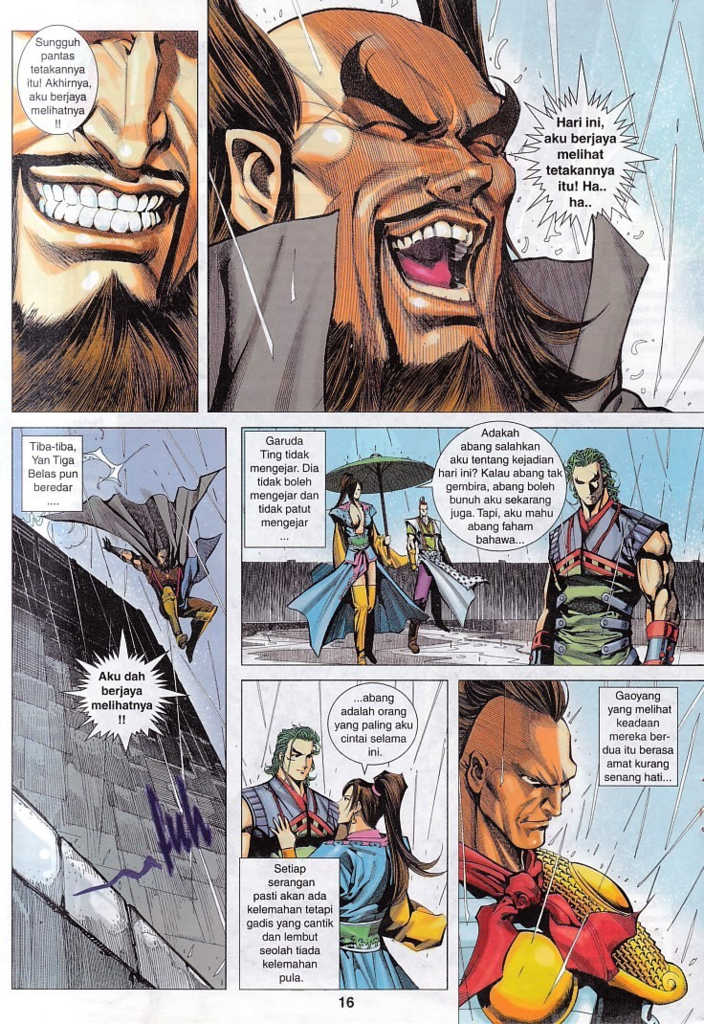 Sungguh
pantas
tetakannya
itu! Akhirnya,
aku berjaya
melihatnya
!!
Hari ini,
aku berjaya
melihat
tetakannya
itu! Ha..
ha..
Tiba-tiba,
Yan Tiga
Belas pun
beredar
....
Aku dah
berjaya
melihatnya
!!
Garuda
Ting tidak
mengejar. Dia
tidak boleh
mengejar dan
tidak patut
mengejar
...
Adakah
abang salahkan
aku tentang kejadian
hari ini? Kalau abang tak
gembira, abang boleh
bunuh aku sekarang
juga. Tapi, aku mahu
abang faham
bahawa...
...abang
adalah orang
yang paling aku
cintai selama
ini.
Setiap
serangan
pasti akan ada
kelemahan tetapi
gadis yang cantik
dan lembut
seolah tiada
kelemahan
pula.
Gaoyang
yang melihat
keadaan
mereka ber-
dua itu berasa
amat kurang
senang hati...
16